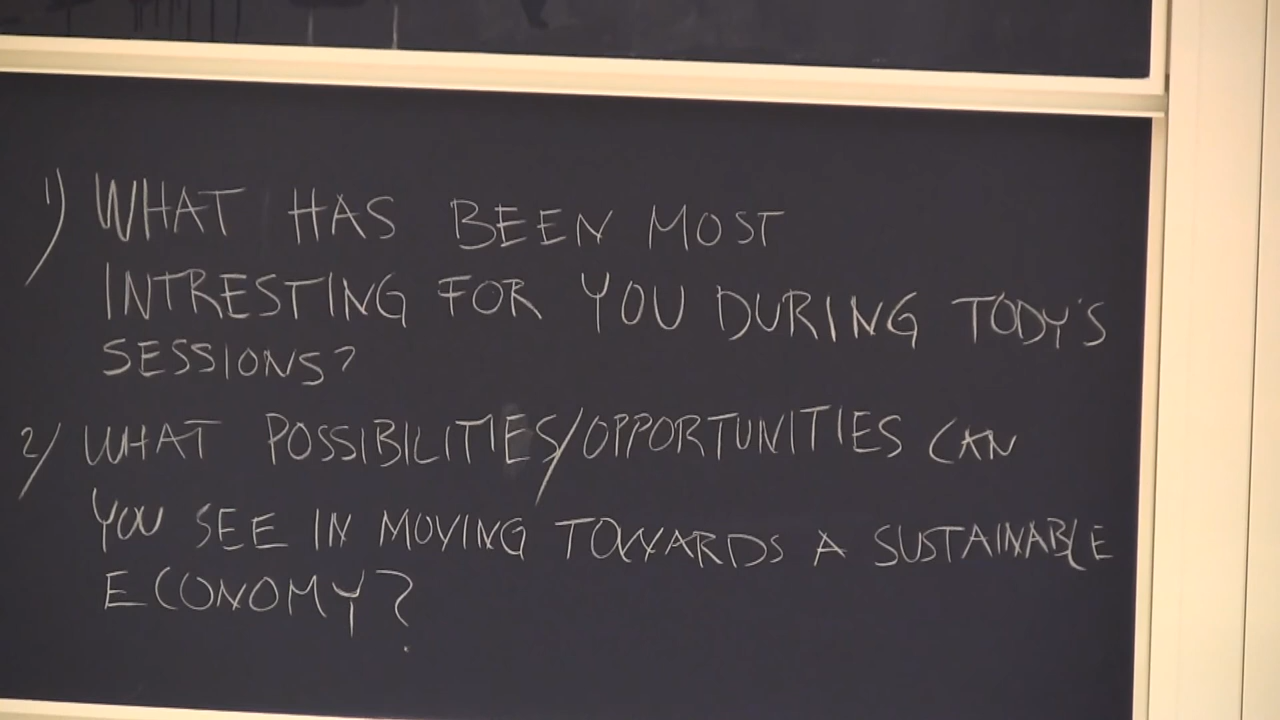 1) WHAT HAS BEEN MOST
INTRESTING FOR YOU DURING TODY'S
SESSIONS?
2/ WHAT POSSIBILITIES/OPPORTUNITIES CAN
YOU SEE IN MOVING TOWARDS A SUSTAINABLE
ECONOMY?